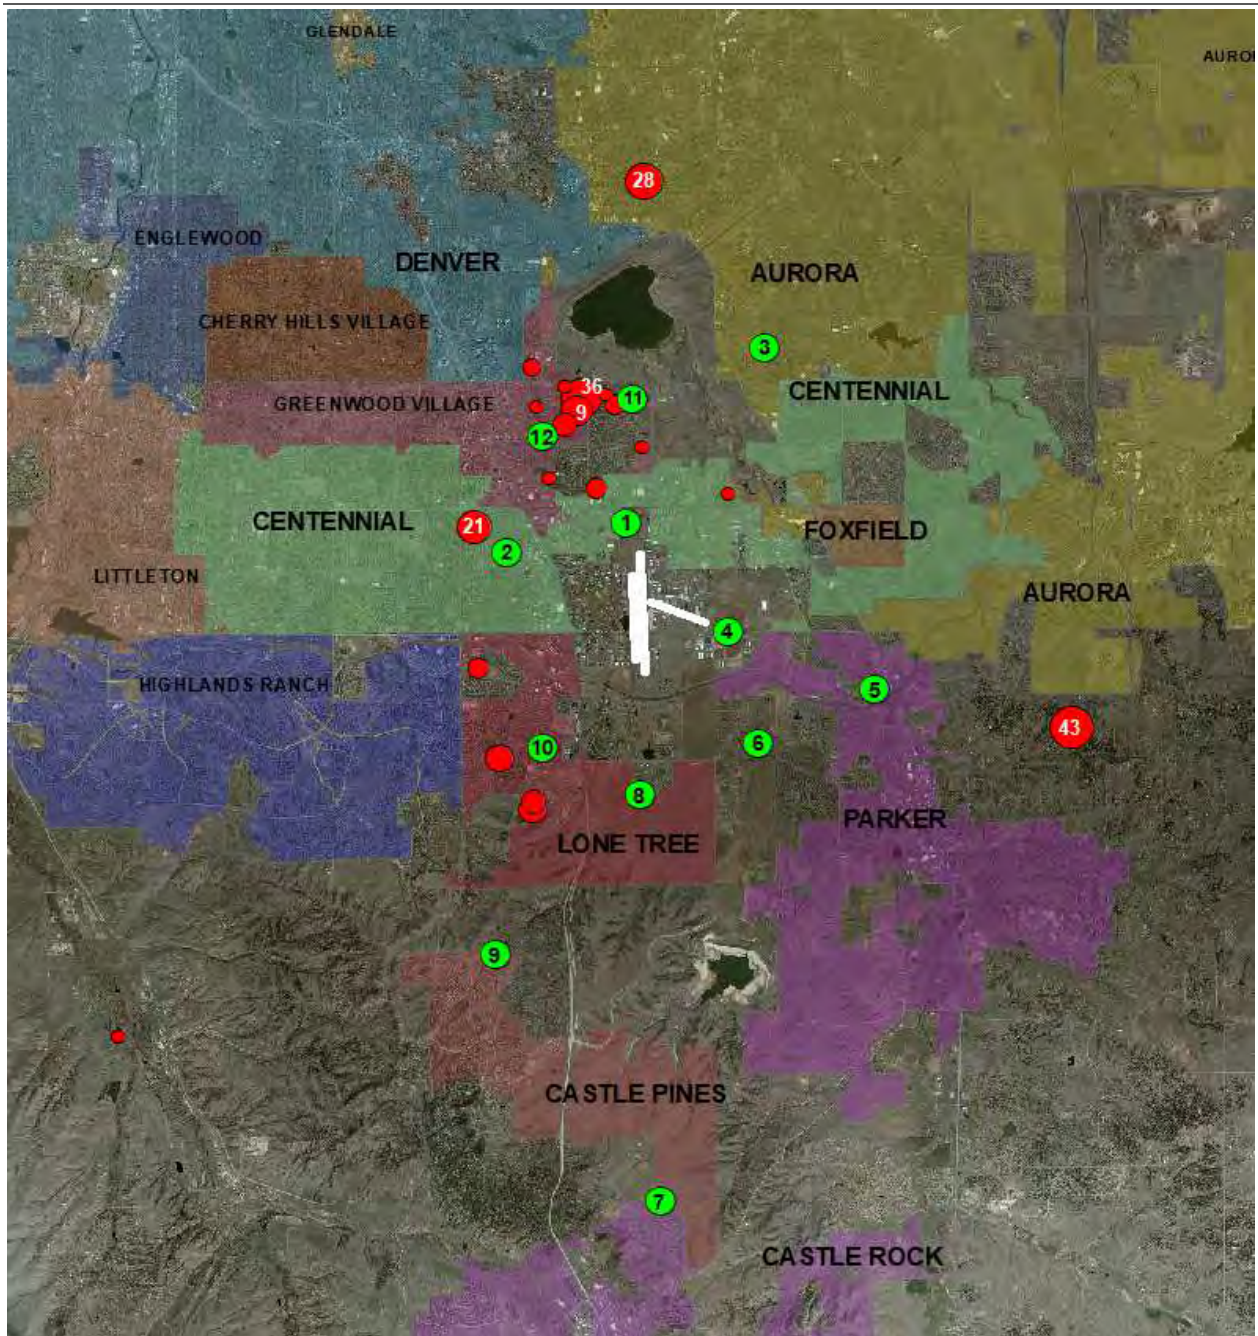 GLENDALE
AUROR
28
ENGLEWOOD
DENVER
AURORA
CHERRY HILLS VILLAGE
3
36
CENTENNIAL
11
GREENWOOD VILLAGE
9
12
CENTENNIAL
21
1
FOXFIELD
2
LITTLETON
AURORA
4
HIGHLANDS RANCH
5
43
6
10
8
PARKER
LONE TREE
9
CASTLE PINES
7
CASTLE ROCK